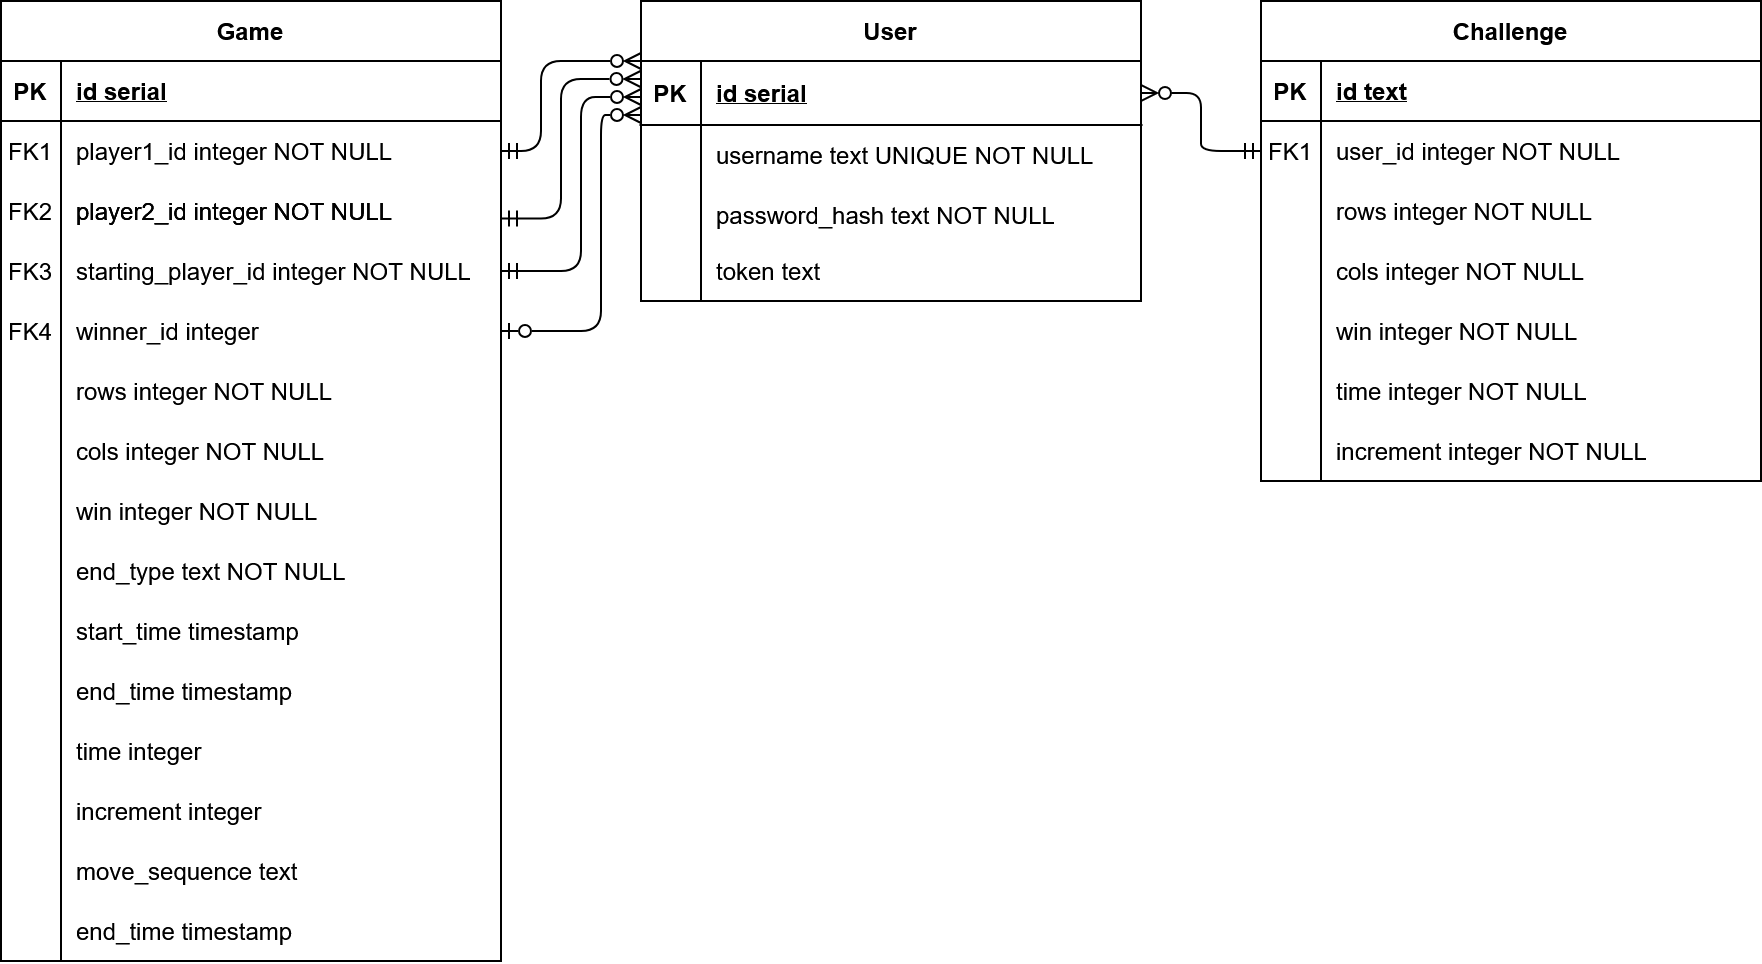 Game
PK id serial
FK1 player1_id integer NOT NULL
FK2 player2_id integer NOT NULL
FK3 starting_player_id integer NOT NULL
FK4 winner_id integer
rows integer NOT NULL
cols integer NOT NULL
win integer NOT NULL
end_type text NOT NULL
start_time timestamp
end_time timestamp
time integer
increment integer
move_sequence text
end_time timestamp
User
PK id serial
username text UNIQUE NOT NULL
password_hash text NOT NULL
token text
Challenge
PK id text
FK1 user_id integer NOT NULL
rows integer NOT NULL
cols integer NOT NULL
win integer NOT NULL
time integer NOT NULL
increment integer NOT NULL